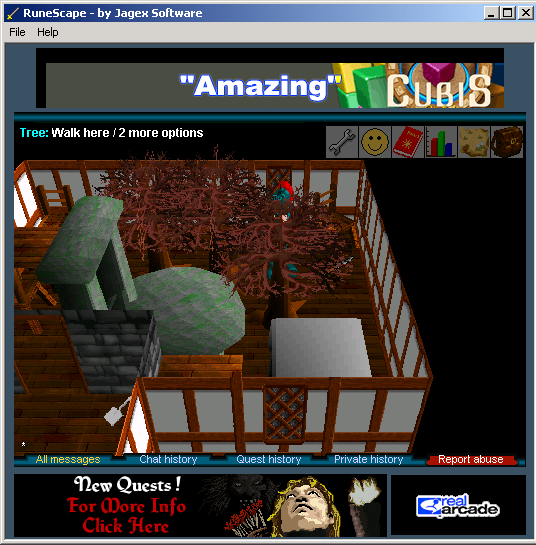 RuneScape - by Jagex Software
File Help
"Amazing" CUBIS
Tree: Walk here / 2 more options
*
All messages Chat history Quest history Private history Report abuse
New Quests !
For More Info
Click Here
real
arcade